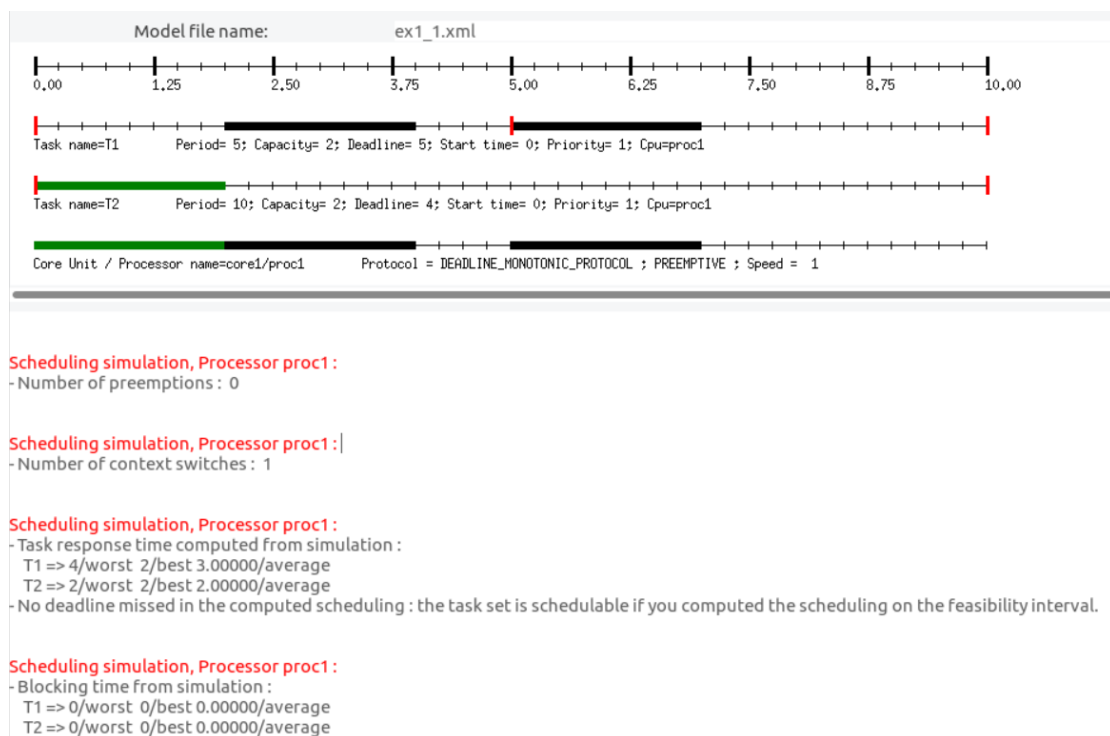 Model file name: ex1_1.xml
0.00 1.25 2.50 3.75 5.00 6.25 7.50 8.75 10.00
Task name=T1 Period= 5; Capacity= 2; Deadline= 5; Start time= 0; Priority= 1; Cpu=proc1
Task name=T2 Period= 10; Capacity= 2; Deadline= 4; Start time= 0; Priority= 1; Cpu=proc1
Core Unit / Processor name=core1/proc1 Protocol = DEADLINE_MONOTONIC_PROTOCOL ; PREEMPTIVE ; Speed = 1
Scheduling simulation, Processor proc1 :
- Number of preemptions : 0
Scheduling simulation, Processor proc1 :
- Number of context switches : 1
Scheduling simulation, Processor proc1 :
- Task response time computed from simulation :
T1 => 4/worst 2/best 3.00000/average
T2 => 2/worst 2/best 2.00000/average
- No deadline missed in the computed scheduling : the task set is schedulable if you computed the scheduling on the feasibility interval.
Scheduling simulation, Processor proc1 :
- Blocking time from simulation :
T1 => 0/worst 0/best 0.00000/average
T2 => 0/worst 0/best 0.00000/average